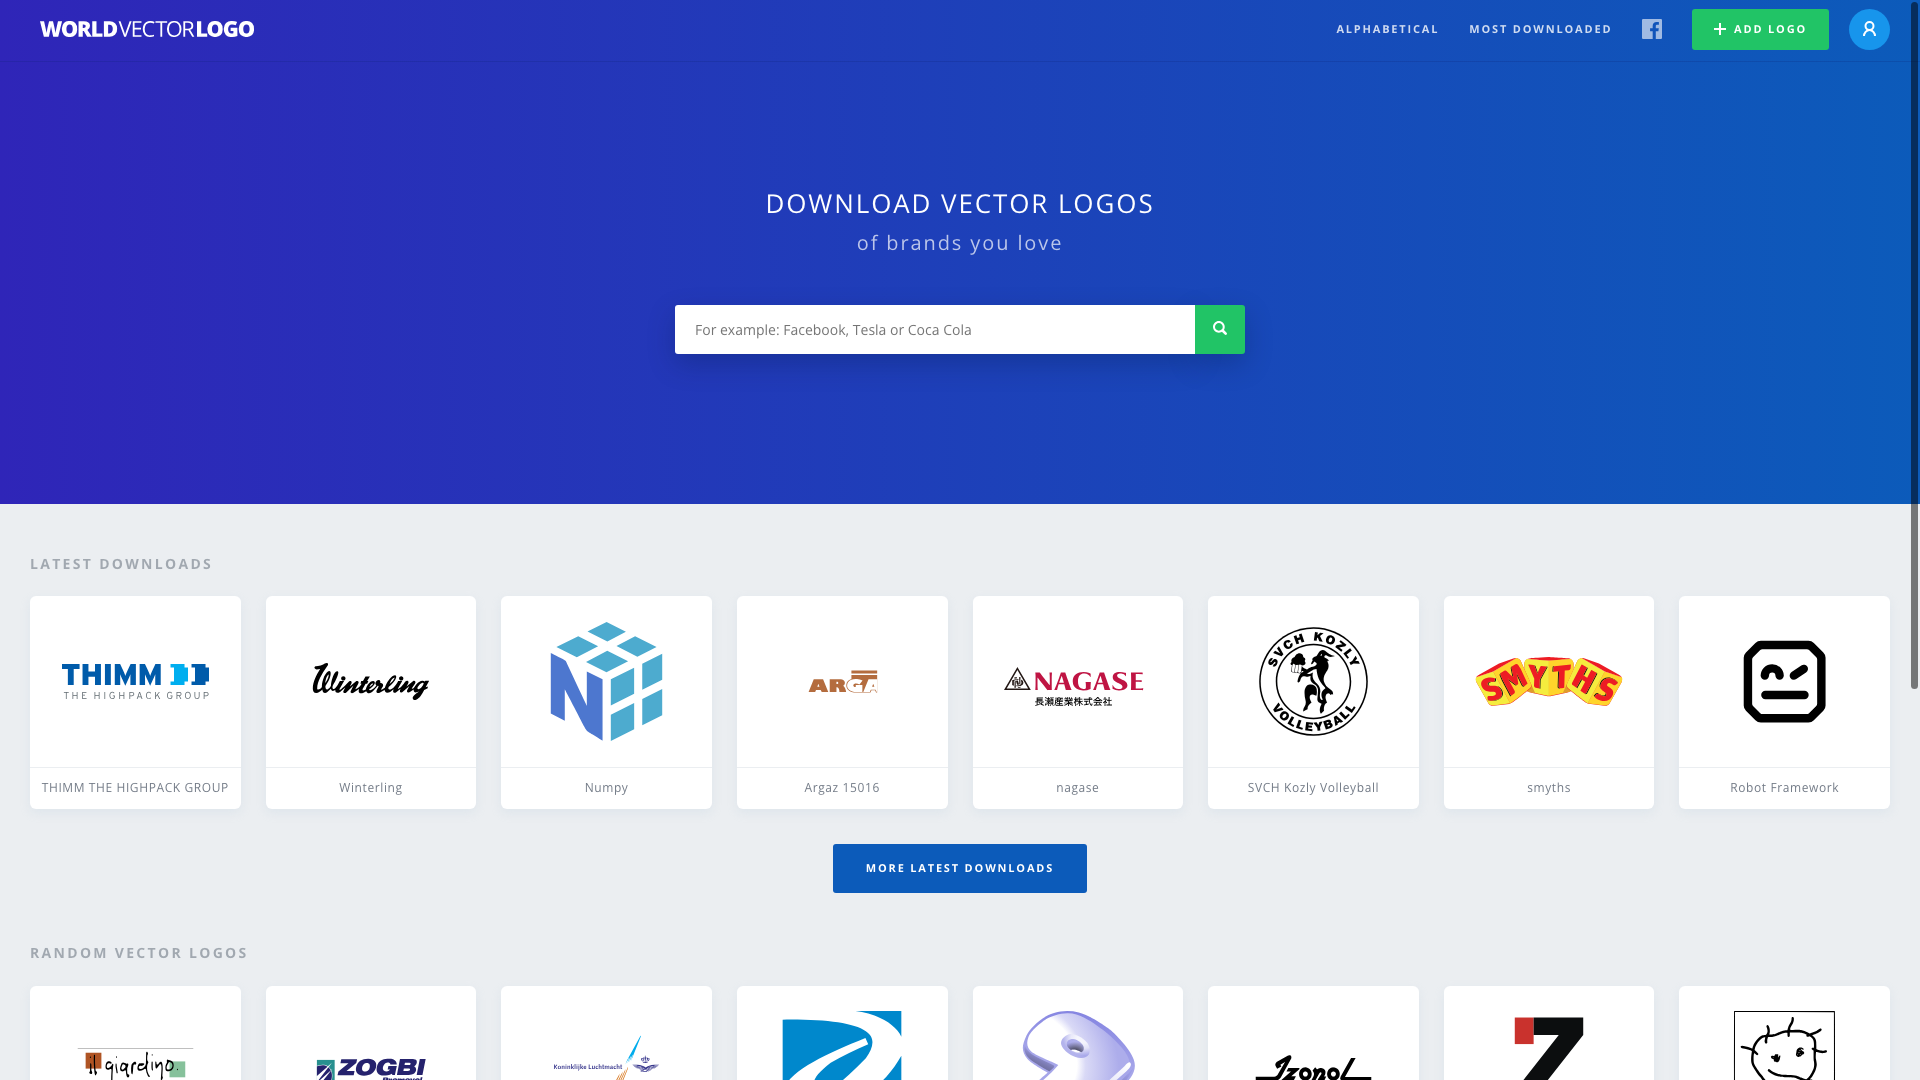 WORLDVECTORLOGO
ALPHABETICAL
MOST DOWNLOADED
ADD LOGO
DOWNLOAD VECTOR LOGOS
of brands you love
For example: Facebook, Tesla or Coca Cola
LATEST DOWNLOADS
THIMM
THE HIGHPACK GROUP
Winterling
ARGA
NAGASE
長瀬産業株式会社
SVCH KOZLY
VOLLEYBALL
SMYTHS
THIMM THE HIGHPACK GROUP
Winterling
Numpy
Argaz 15016
nagase
SVCH Kozly Volleyball
smyths
Robot Framework
MORE LATEST DOWNLOADS
RANDOM VECTOR LOGOS
il giardino
ZOGBI
Koninklijke Luchtmacht
Izopol
Z